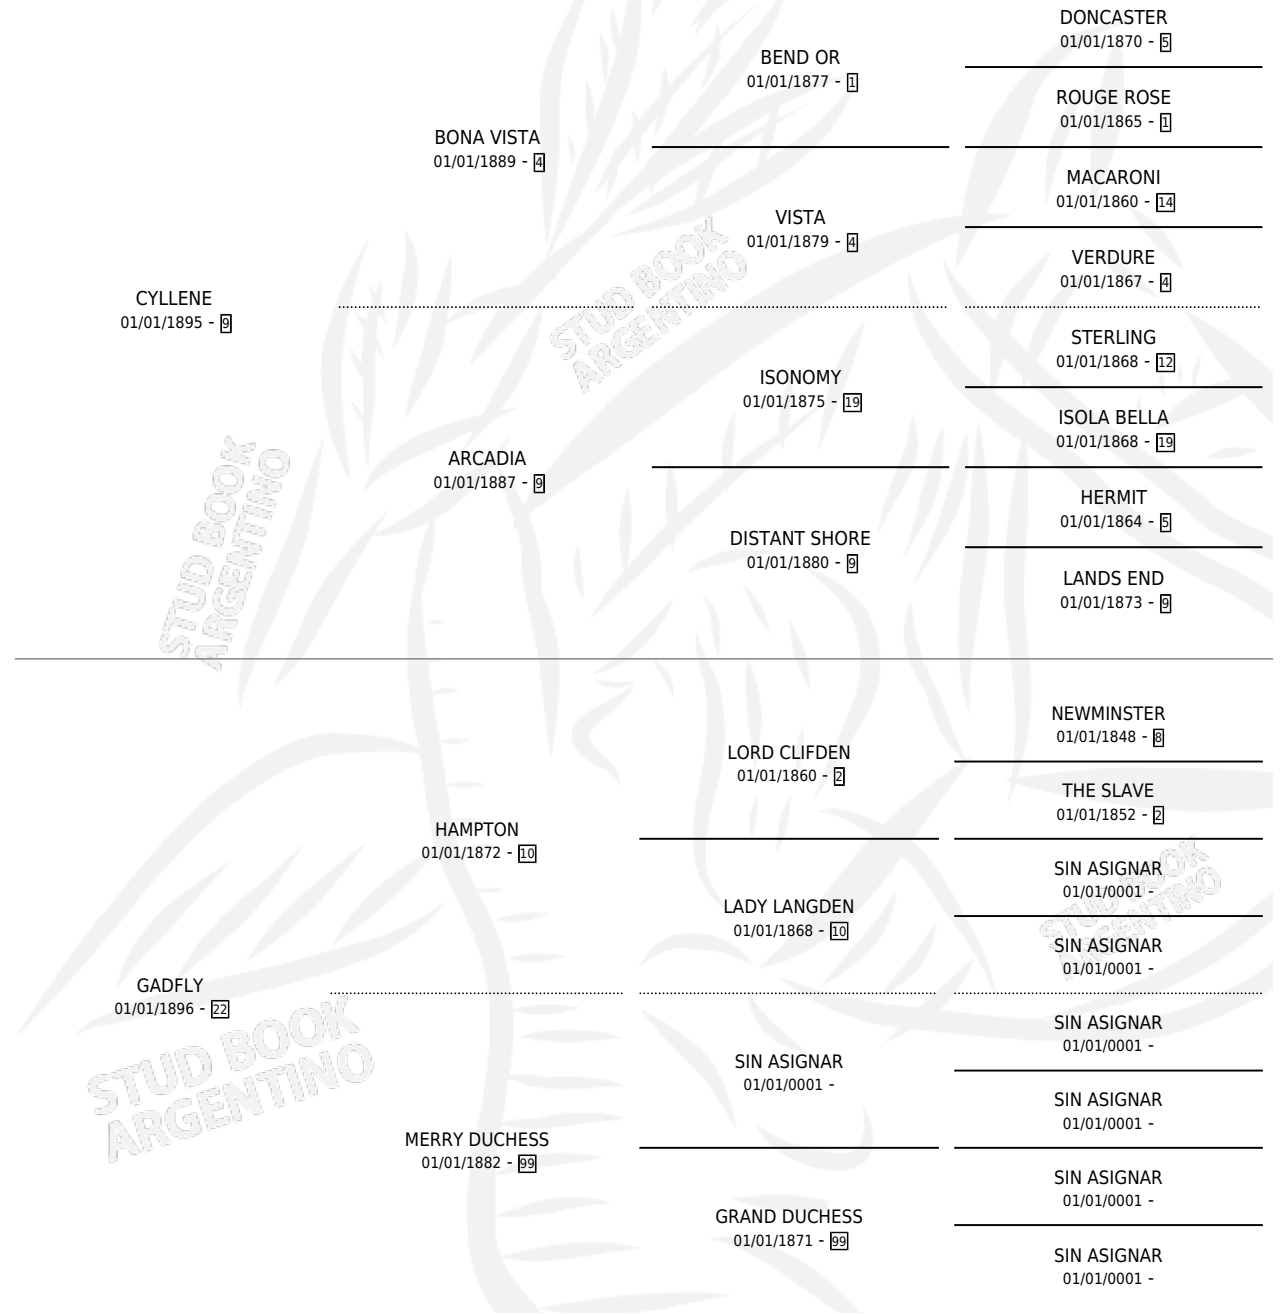 DONCASTER
01/01/1870 - 5
BEND OR
01/01/1877 - 1
ROUGE ROSE
01/01/1865 - 1
BONA VISTA
01/01/1889 - 4
MACARONI
01/01/1860 - 14
VISTA
01/01/1879 - 4
VERDURE
01/01/1867 - 4
CYLLENE
01/01/1895 - 9
STERLING
01/01/1868 - 12
ISONOMY
01/01/1875 - 19
ISOLA BELLA
01/01/1868 - 19
ARCADIA
01/01/1887 - 9
HERMIT
01/01/1864 - 5
DISTANT SHORE
01/01/1880 - 9
LANDS END
01/01/1873 - 9
NEWMINSTER
01/01/1848 - 8
LORD CLIFDEN
01/01/1860 - 2
THE SLAVE
01/01/1852 - 2
HAMPTON
01/01/1872 - 10
SIN ASIGNAR
01/01/0001 -
LADY LANGDEN
01/01/1868 - 10
SIN ASIGNAR
01/01/0001 -
GADFLY
01/01/1896 - 22
SIN ASIGNAR
01/01/0001 -
SIN ASIGNAR
01/01/0001 -
SIN ASIGNAR
01/01/0001 -
MERRY DUCHESS
01/01/1882 - 99
SIN ASIGNAR
01/01/0001 -
GRAND DUCHESS
01/01/1871 - 99
SIN ASIGNAR
01/01/0001 -
STUD BOOK
ARGENTINO
STUD BOOK
ARGENTINO
STUD BOOK
ARGENTINO
STUD BOOK
ARGENTINO